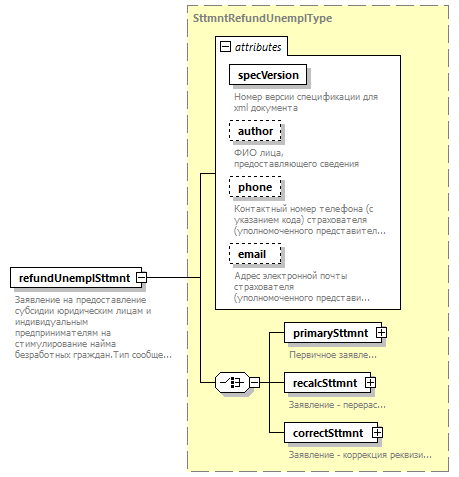 SttmntRefundUnemplType
attributes
specVersion
Номер версии спецификации для
xml документа
author
ФИО лица,
предоставляющего сведения
phone
Контактный номер телефона (с
указанием кода) страхователя
(уполномоченного представител...
email
Адрес электронной почты
страхователя
(уполномоченного представи...
refundUnemplSttmnt
Заявление на предоставление
субсидии юридическим лицам и
индивидуальным
предпринимателям на
стимулирование найма
безработных граждан.Тип сообще...
primarySttmnt
Первичное заявле...
recalcSttmnt
Заявление - перерас...
correctSttmnt
Заявление - коррекция реквизи...